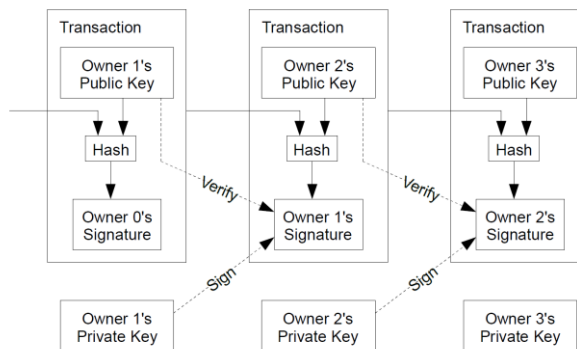 Transaction
Owner 1's
Public Key
Hash
Owner 0's
Signature
Transaction
Owner 2's
Public Key
Hash
Verify
Owner 1's
Signature
Transaction
Owner 3's
Public Key
Hash
Verify
Owner 2's
Signature
Sign
Sign
Owner 1's
Private Key
Owner 2's
Private Key
Owner 3's
Private Key